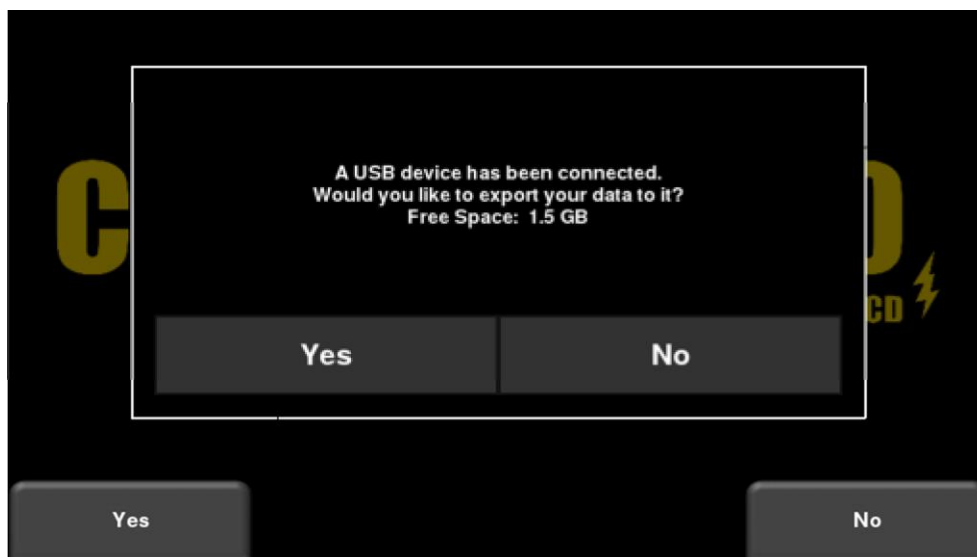 A USB device has been connected.
Would you like to export your data to it?
Free Space: 1.5 GB
CD
Yes
No
Yes
No